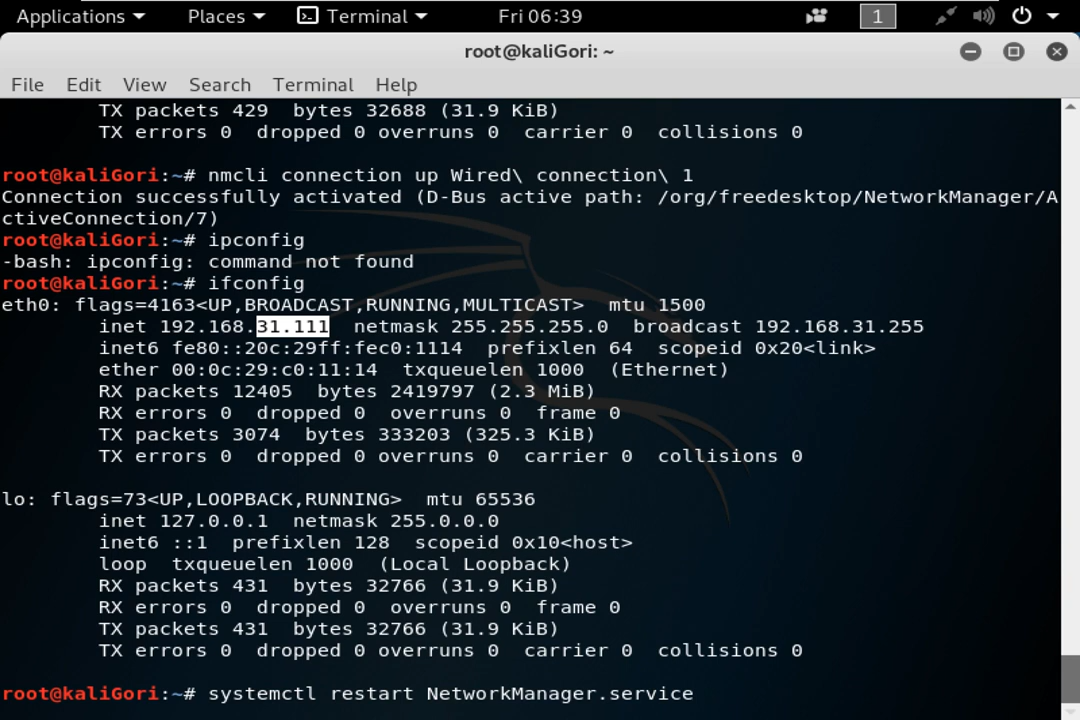 Applications Places Terminal Fri 06:39 1
root@kaliGori: ~
File Edit View Search Terminal Help
TX packets 429  bytes 32688 (31.9 KiB)
TX errors 0  dropped 0 overruns 0  carrier 0  collisions 0
root@kaliGori:~# nmcli connection up Wired\ connection\ 1
Connection successfully activated (D-Bus active path: /org/freedesktop/NetworkManager/A
ctiveConnection/7)
root@kaliGori:~# ipconfig
-bash: ipconfig: command not found
root@kaliGori:~# ifconfig
eth0: flags=4163<UP,BROADCAST,RUNNING,MULTICAST>  mtu 1500
inet 192.168.31.111  netmask 255.255.255.0  broadcast 192.168.31.255
inet6 fe80::20c:29ff:fec0:1114  prefixlen 64  scopeid 0x20<link>
ether 00:0c:29:c0:11:14  txqueuelen 1000  (Ethernet)
RX packets 12405  bytes 2419797 (2.3 MiB)
RX errors 0  dropped 0  overruns 0  frame 0
TX packets 3074  bytes 333203 (325.3 KiB)
TX errors 0  dropped 0 overruns 0  carrier 0  collisions 0
lo: flags=73<UP,LOOPBACK,RUNNING>  mtu 65536
inet 127.0.0.1  netmask 255.0.0.0
inet6 ::1  prefixlen 128  scopeid 0x10<host>
loop  txqueuelen 1000  (Local Loopback)
RX packets 431  bytes 32766 (31.9 KiB)
RX errors 0  dropped 0  overruns 0  frame 0
TX packets 431  bytes 32766 (31.9 KiB)
TX errors 0  dropped 0 overruns 0  carrier 0  collisions 0
root@kaliGori:~# systemctl restart NetworkManager.service